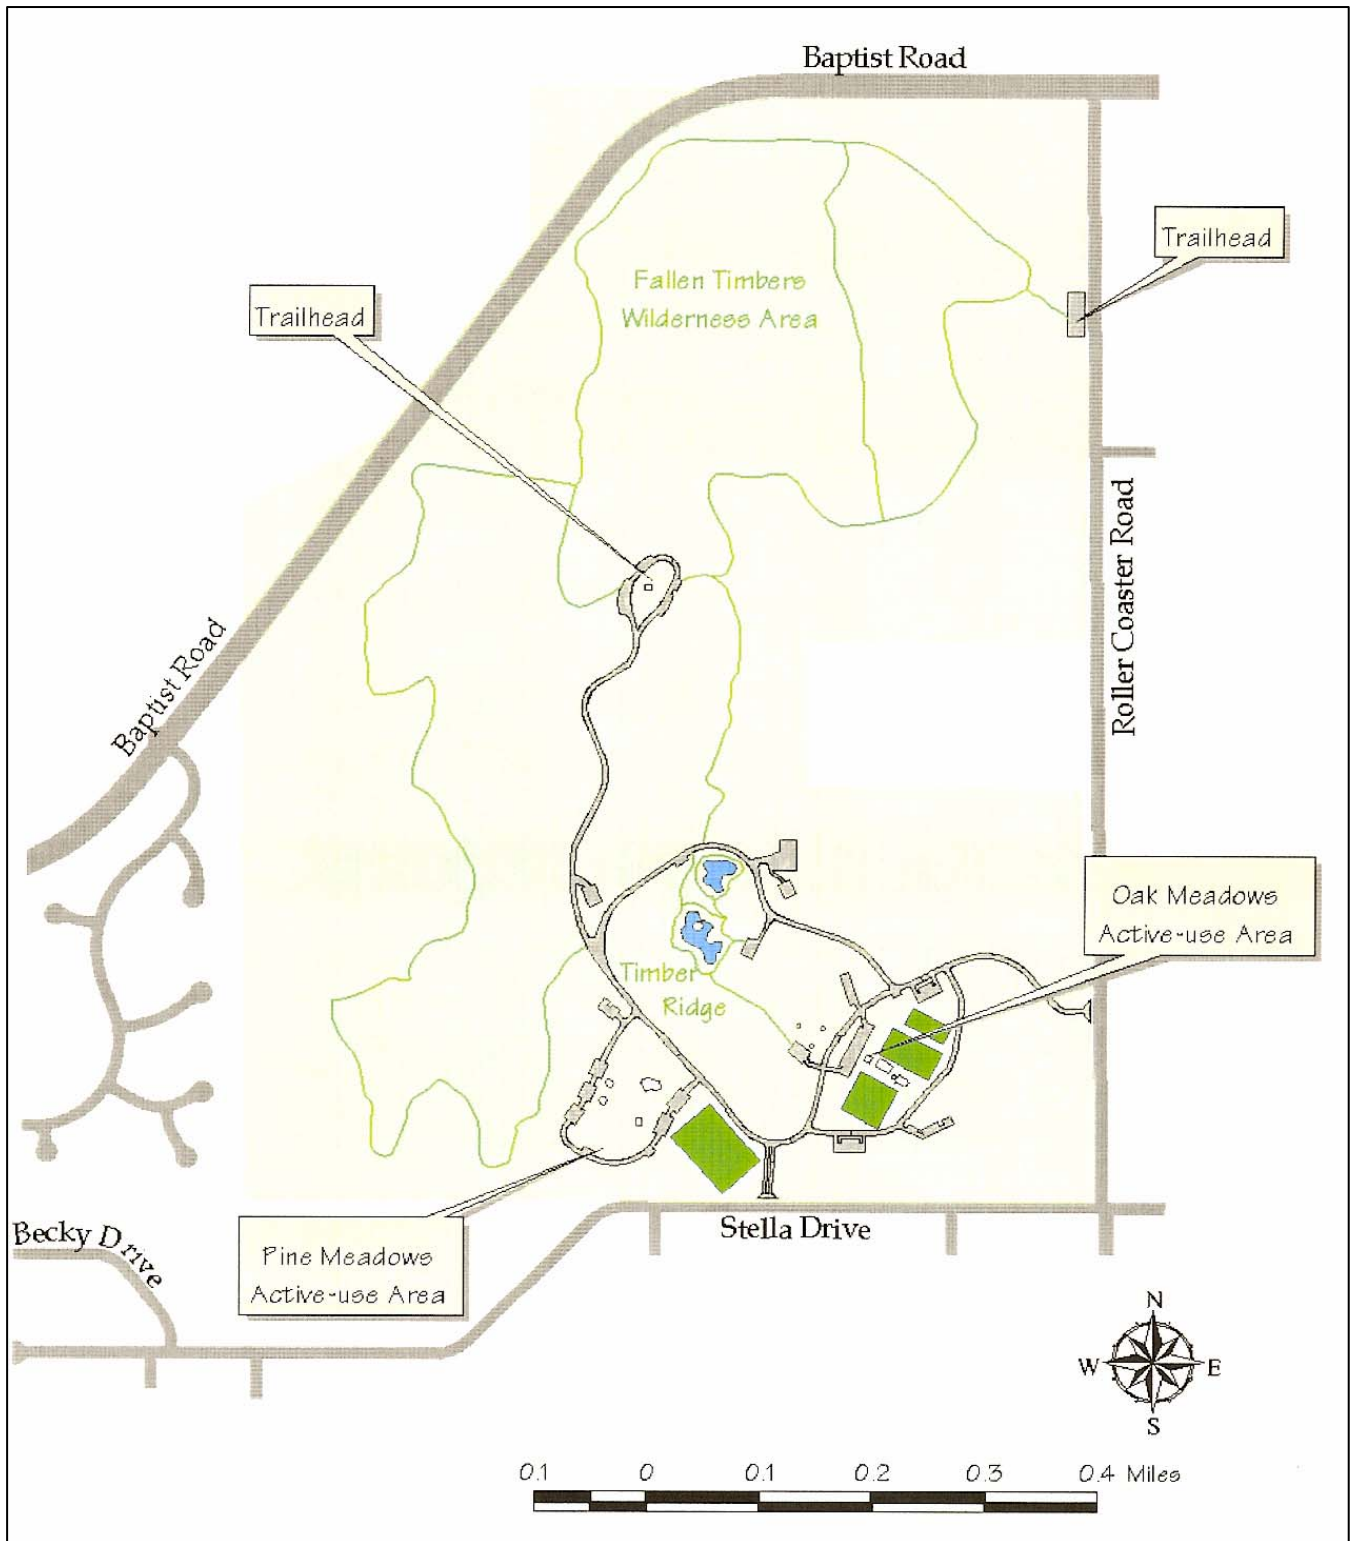 Baptist Road
Trailhead
Fallen Timbers
Wilderness Area
Trailhead
Roller Coaster Road
Baptist Road
Oak Meadows
Active-use Area
Timber
Ridge
Stella Drive
Becky Drive
Pine Meadows
Active-use Area
N
W E
S
0.1 0 0.1 0.2 0.3 0.4 Miles